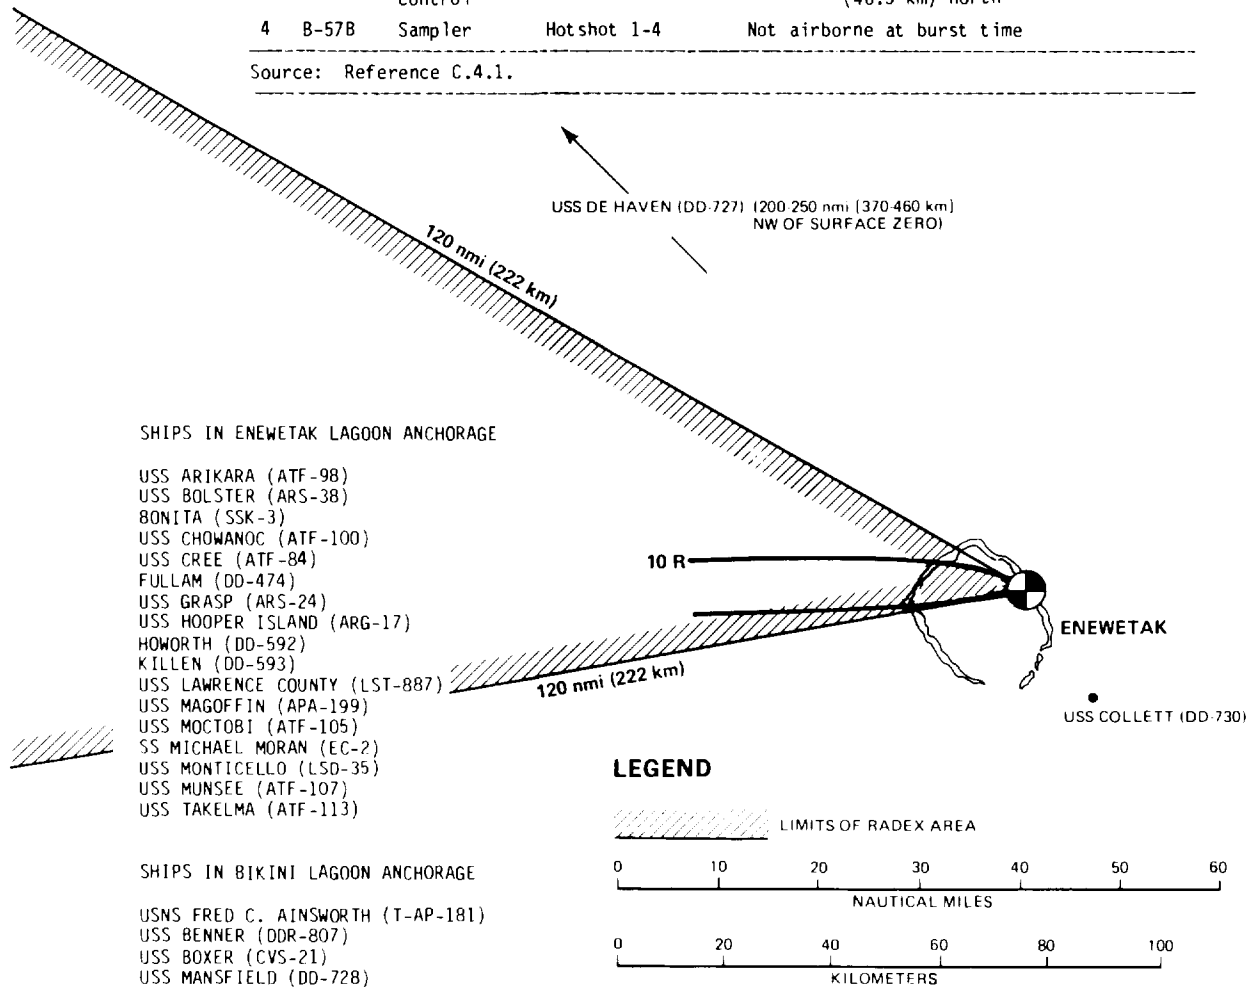 control (46.3 km) north
4 B-57B Sampler Hotshot 1-4 Not airborne at burst time
Source: Reference C.4.1.
USS DE HAVEN (DD-727) (200-250 nmi [370-460 km]
NW OF SURFACE ZERO)
120 nmi (222 km)
SHIPS IN ENEWETAK LAGOON ANCHORAGE
USS ARIKARA (ATF-98)
USS BOLSTER (ARS-38)
BONITA (SSK-3)
USS CHOWANOC (ATF-100)
USS CREE (ATF-84)
FULLAM (DD-474)
USS GRASP (ARS-24)
USS HOOPER ISLAND (ARG-17)
HOWORTH (DD-592)
KILLEN (DD-593)
USS LAWRENCE COUNTY (LST-887)
USS MAGOFFIN (APA-199)
USS MOCTOBI (ATF-105)
SS MICHAEL MORAN (EC-2)
USS MONTICELLO (LSD-35)
USS MUNSEE (ATF-107)
USS TAKELMA (ATF-113)
10 R
120 nmi (222 km)
ENEWETAK
USS COLLETT (DD-730)
LEGEND
LIMITS OF RADEX AREA
0 10 20 30 40 50 60
NAUTICAL MILES
0 20 40 60 80 100
KILOMETERS
SHIPS IN BIKINI LAGOON ANCHORAGE
USNS FRED C. AINSWORTH (T-AP-181)
USS BENNER (DDR-807)
USS BOXER (CVS-21)
USS MANSFIELD (DD-728)